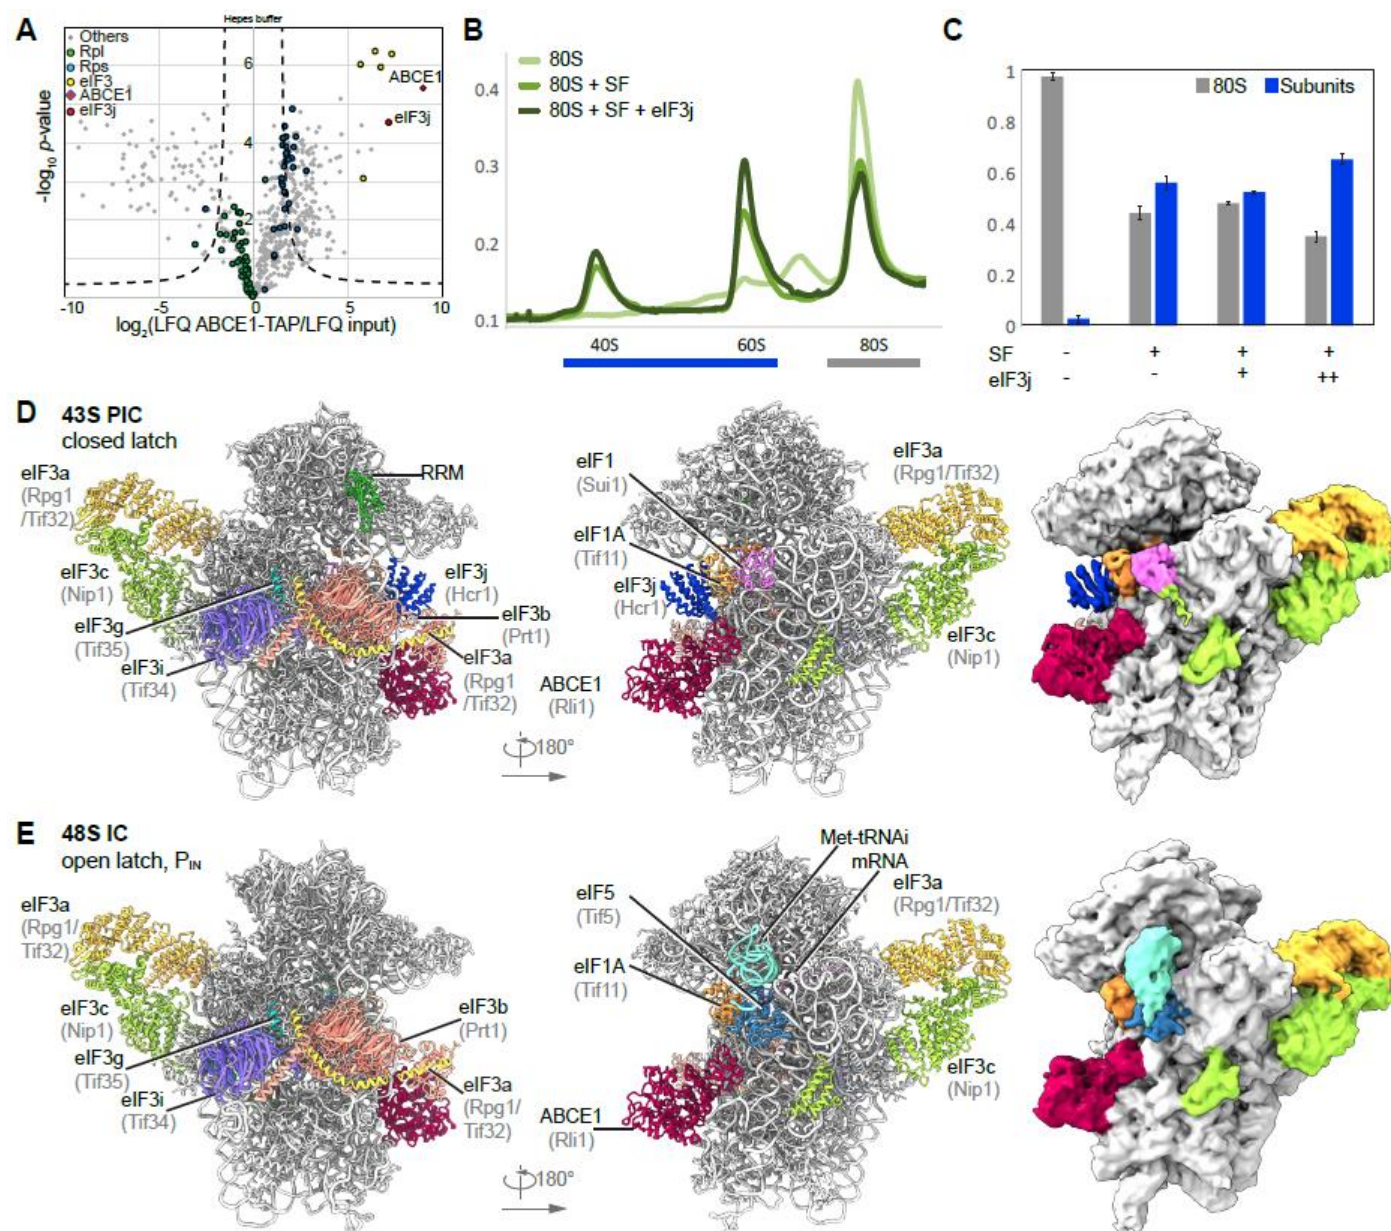 A
Hepes buffer
Others
Rpl
Rps
eIF3
ABCE1
eIF3j
6
4
2
ABCE1
eIF3j
-log10 p-value
-5
0
5
10
log2(LFQ ABCE1-TAP/LFQ input)
B
80S
80S + SF
80S + SF + eIF3j
0.4
0.3
0.2
0.1
40S
60S
80S
C
80S
Subunits
1
0.8
0.6
0.4
0.2
0
SF - + + +
eIF3j - - + ++
D
43S PIC
closed latch
eIF3a
(Rpg1
/Tif32)
eIF3c
(Nip1)
eIF3g
(Tif35)
eIF3i
(Tif34)
RRM
eIF3j
(Hcr1)
eIF3b
(Prt1)
eIF3a
(Rpg1
/Tif32)
180°
eIF1
(Sui1)
eIF1A
(Tif11)
eIF3j
(Hcr1)
ABCE1
(Rli1)
eIF3a
(Rpg1/Tif32)
eIF3c
(Nip1)
E
48S IC
open latch, PIN
eIF3a
(Rpg1/
Tif32)
eIF3c
(Nip1)
eIF3g
(Tif35)
eIF3i
(Tif34)
eIF3b
(Prt1)
eIF3a
(Rpg1/
Tif32)
180°
Met-tRNAi
mRNA
eIF5
(Tif5)
eIF1A
(Tif11)
ABCE1
(Rli1)
eIF3a
(Rpg1/Tif32)
eIF3c
(Nip1)